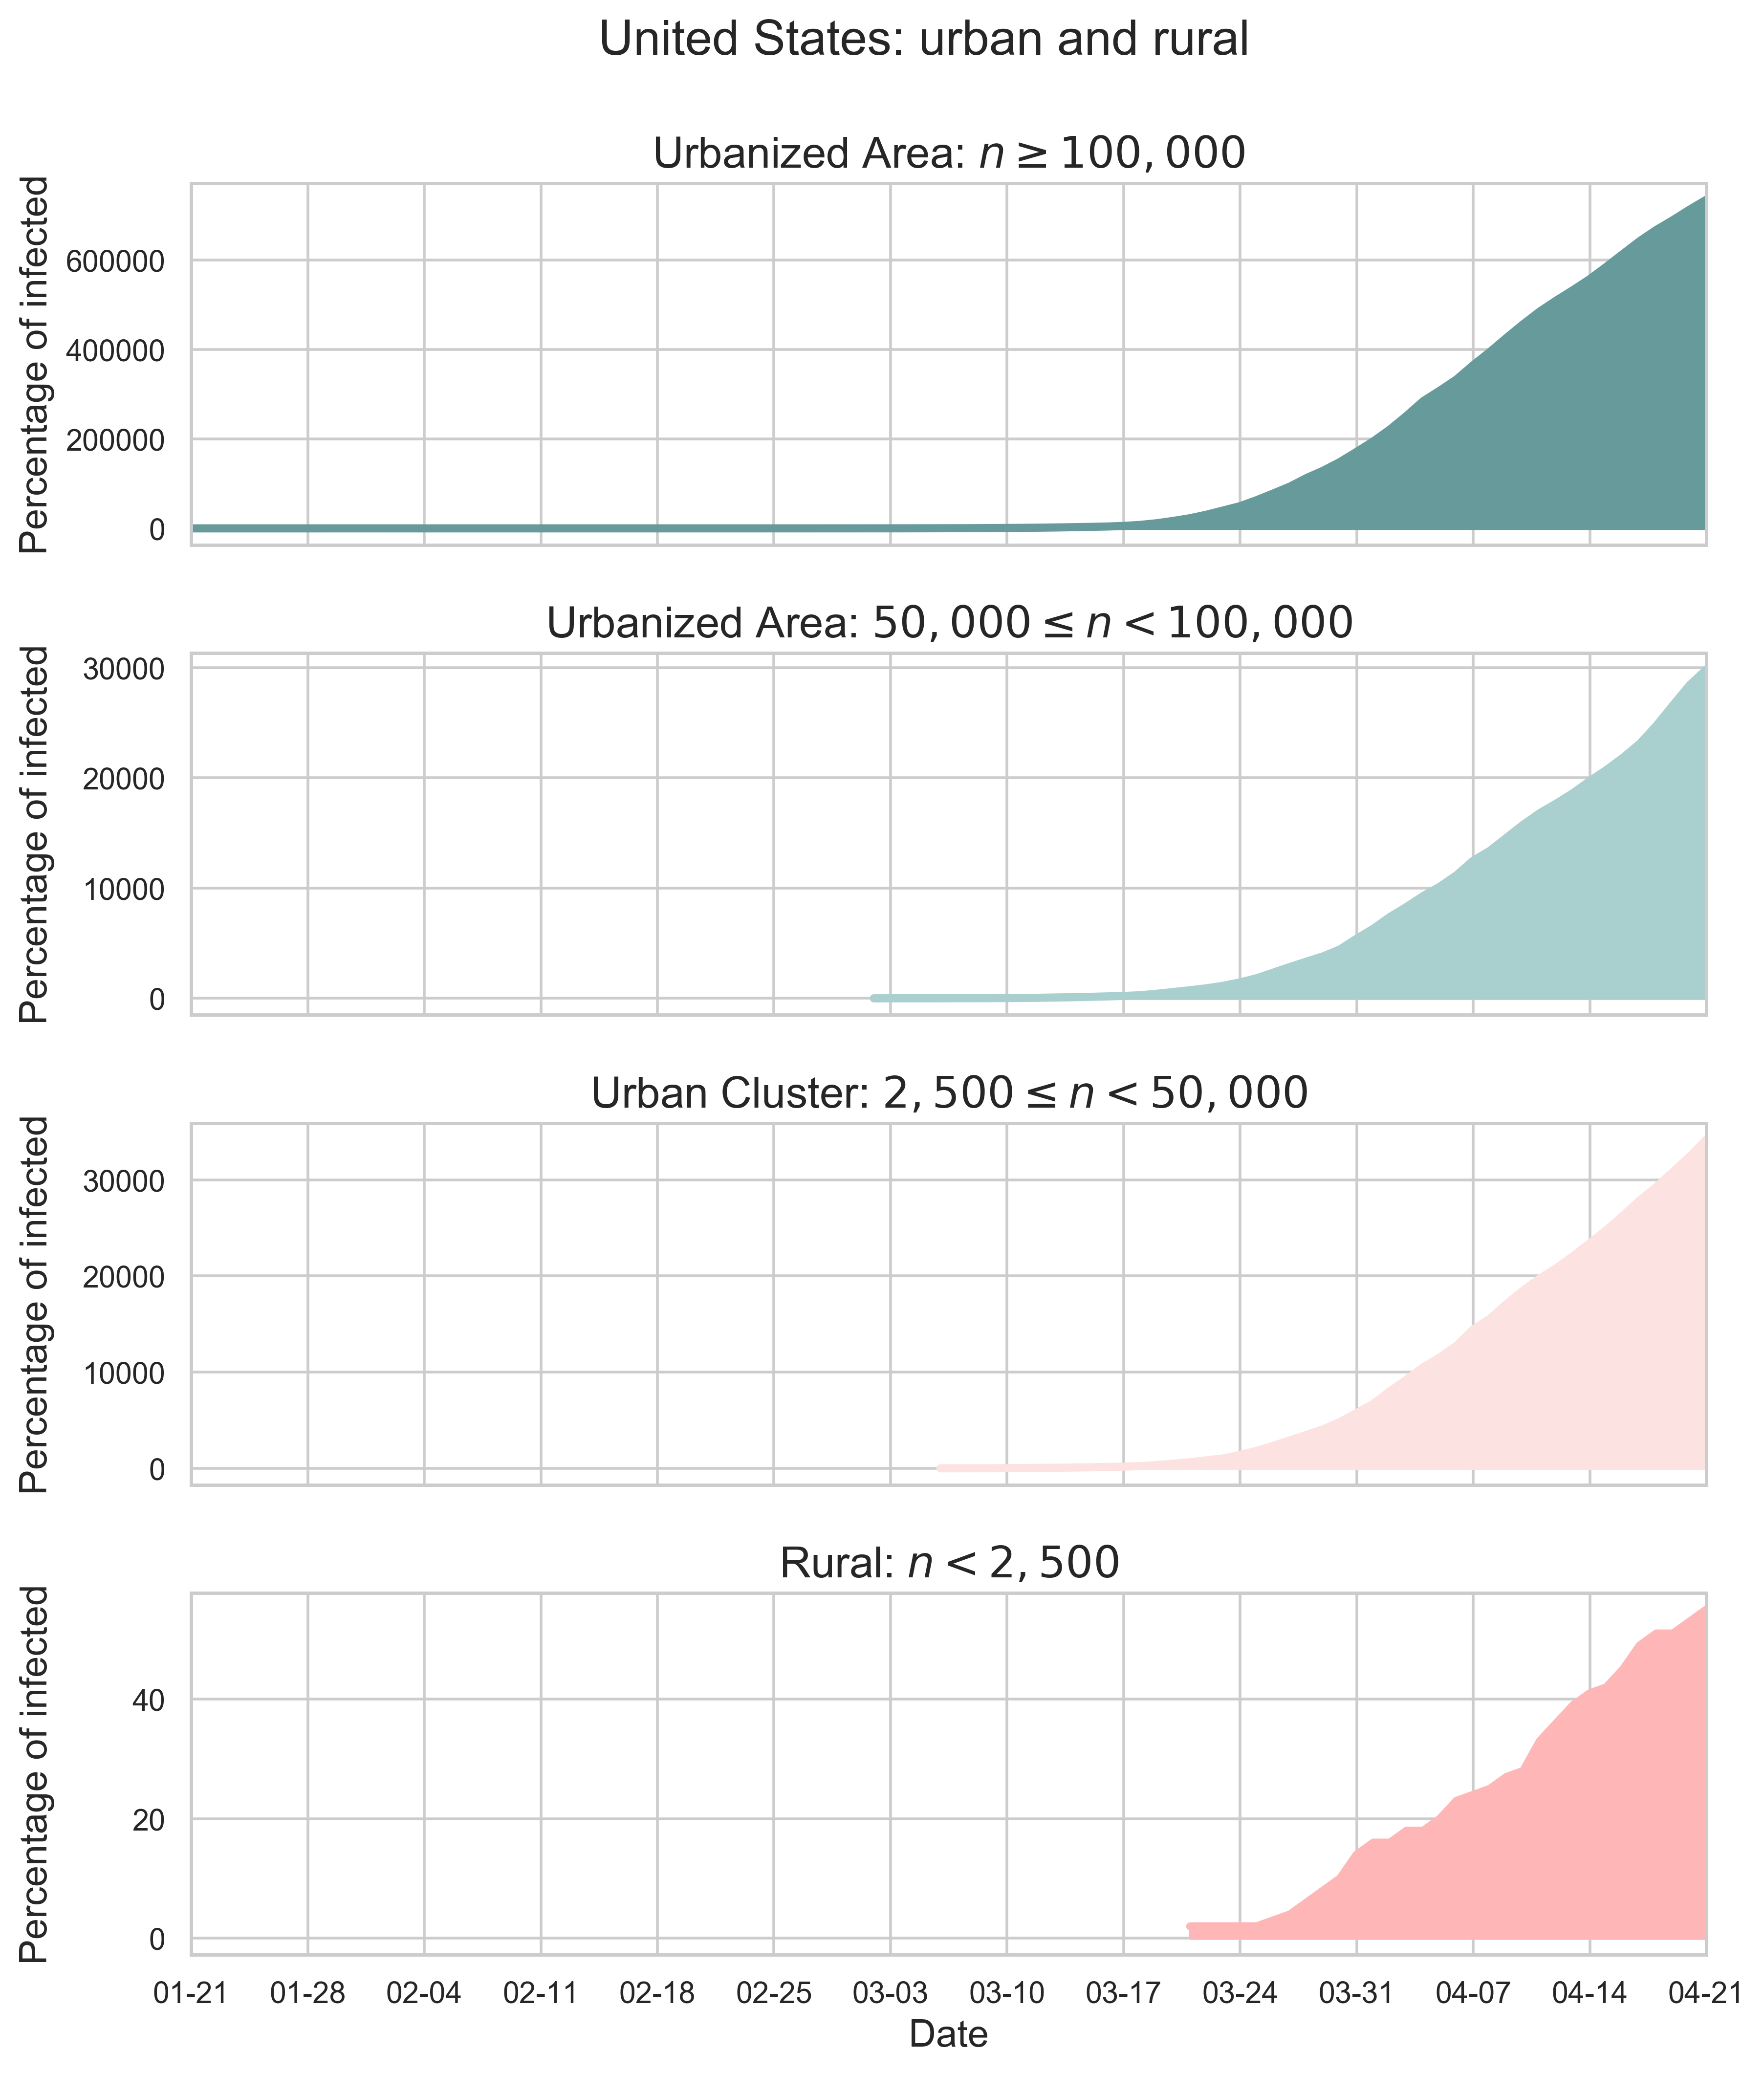 United States: urban and rural
Urbanized Area: n ≥ 100,000
Percentage of infected
600000
400000
200000
0
Urbanized Area: 50,000 ≤ n < 100,000
Percentage of infected
30000
20000
10000
0
Urban Cluster: 2,500 ≤ n < 50,000
Percentage of infected
30000
20000
10000
0
Rural: n < 2,500
Percentage of infected
40
20
0
01-21 01-28 02-04 02-11 02-18 02-25 03-03 03-10 03-17 03-24 03-31 04-07 04-14 04-21
Date